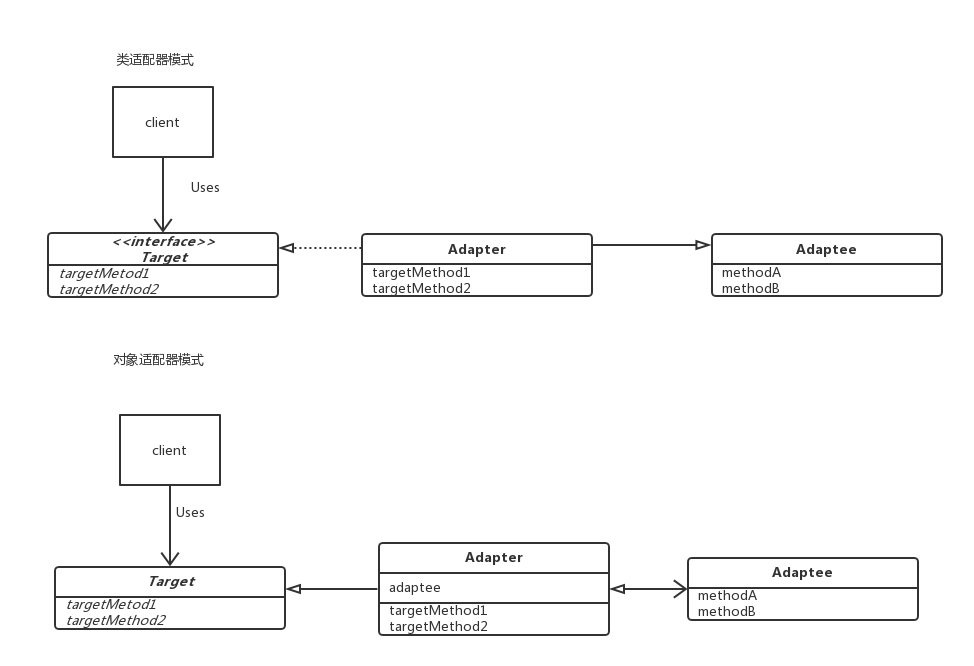 类适配器模式
client
Uses
<<interface>>
Target
targetMetod1
targetMethod2
Adapter
targetMethod1
targetMethod2
Adaptee
methodA
methodB
对象适配器模式
client
Uses
Target
targetMetod1
targetMethod2
Adapter
adaptee
targetMethod1
targetMethod2
Adaptee
methodA
methodB